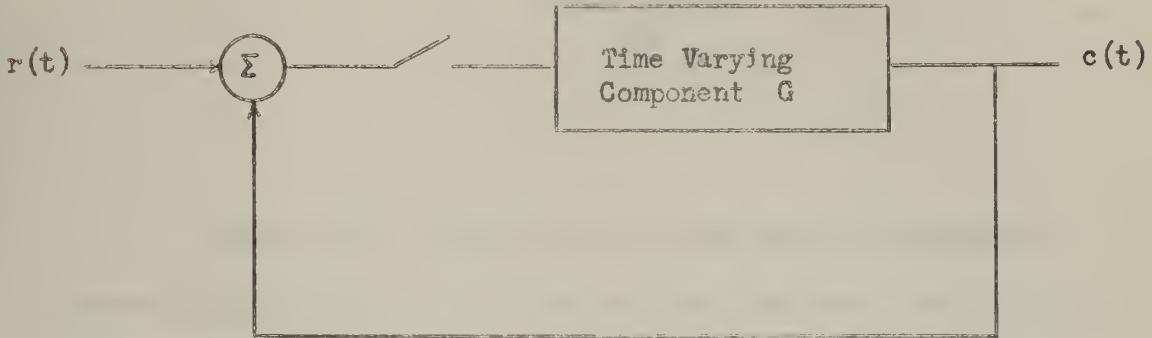 r(t)
Σ
Time Varying
Component G
c(t)